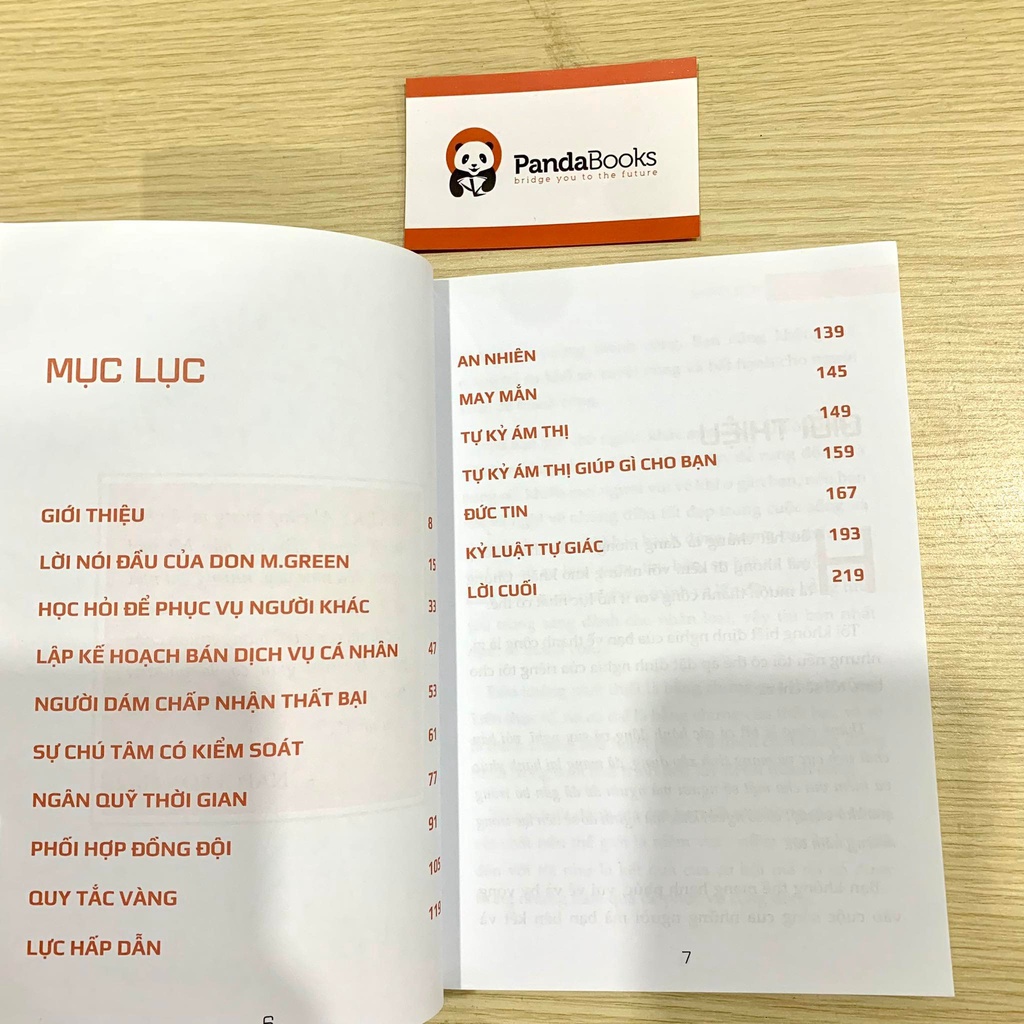 PandaBooks
bridge you to the future
MỤC LỤC
GIỚI THIỆU 8
LỜI NÓI ĐẦU CỦA DON M.GREEN 15
HỌC HỎI ĐỂ PHỤC VỤ NGƯỜI KHÁC 33
LẬP KẾ HOẠCH BÁN DỊCH VỤ CÁ NHÂN 47
NGƯỜI DÁM CHẤP NHẬN THẤT BẠI 53
SỰ CHÚ TÂM CÓ KIỂM SOÁT 61
NGÂN QUỸ THỜI GIAN 77
PHỐI HỢP ĐỒNG ĐỘI 91
QUY TẮC VÀNG 105
LỰC HẤP DẪN 119
6
AN NHIÊN 139
MAY MẮN 145
TỰ KỶ ÁM THỊ 149
TỰ KỶ ÁM THỊ GIÚP GÌ CHO BẠN 159
ĐỨC TIN 167
KỶ LUẬT TỰ GIÁC 193
LỜI CUỐI 219
7